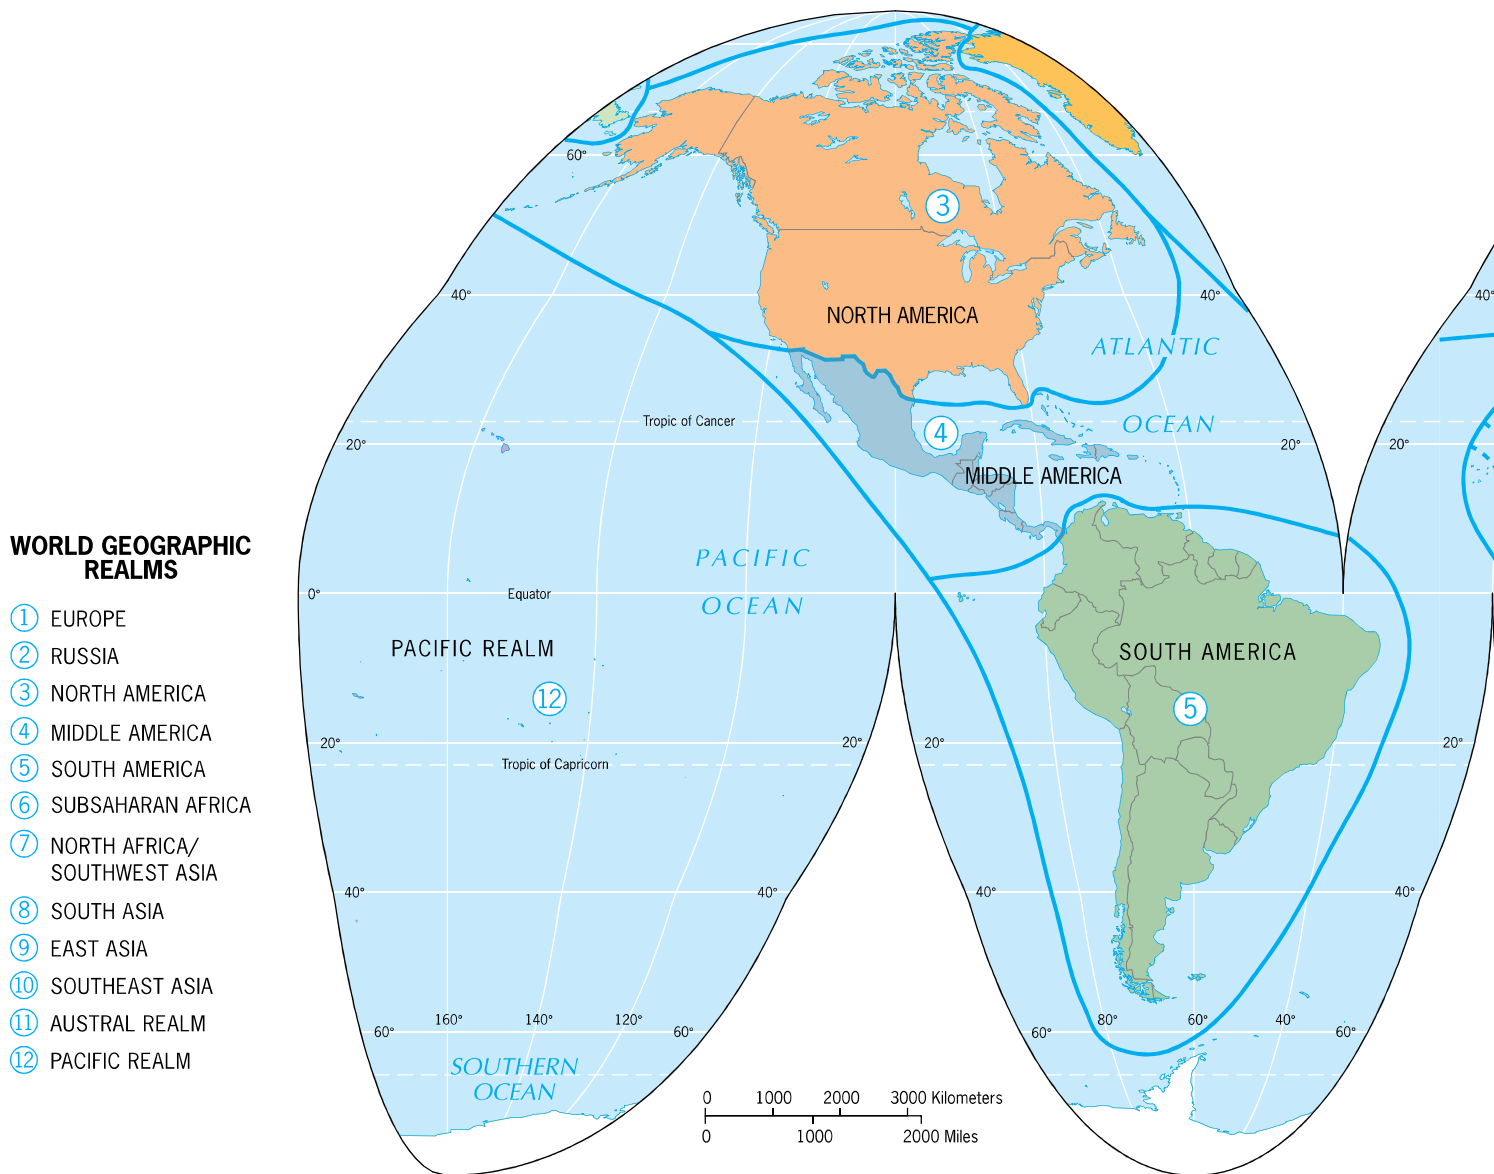 WORLD GEOGRAPHIC
REALMS
1 EUROPE
2 RUSSIA
3 NORTH AMERICA
4 MIDDLE AMERICA
5 SOUTH AMERICA
6 SUBSAHARAN AFRICA
7 NORTH AFRICA/
SOUTHWEST ASIA
8 SOUTH ASIA
9 EAST ASIA
10 SOUTHEAST ASIA
11 AUSTRAL REALM
12 PACIFIC REALM
60°
3
40°
40°
40°
NORTH AMERICA
ATLANTIC
OCEAN
Tropic of Cancer
4
20°
20°
20°
MIDDLE AMERICA
PACIFIC
OCEAN
0°
Equator
PACIFIC REALM
SOUTH AMERICA
12
5
20°
20°
20°
20°
Tropic of Capricorn
40°
40°
40°
40°
160°
140°
120°
80°
60°
40°
60°
60°
60°
60°
SOUTHERN
OCEAN
0 1000 2000 3000 Kilometers
0 1000 2000 Miles